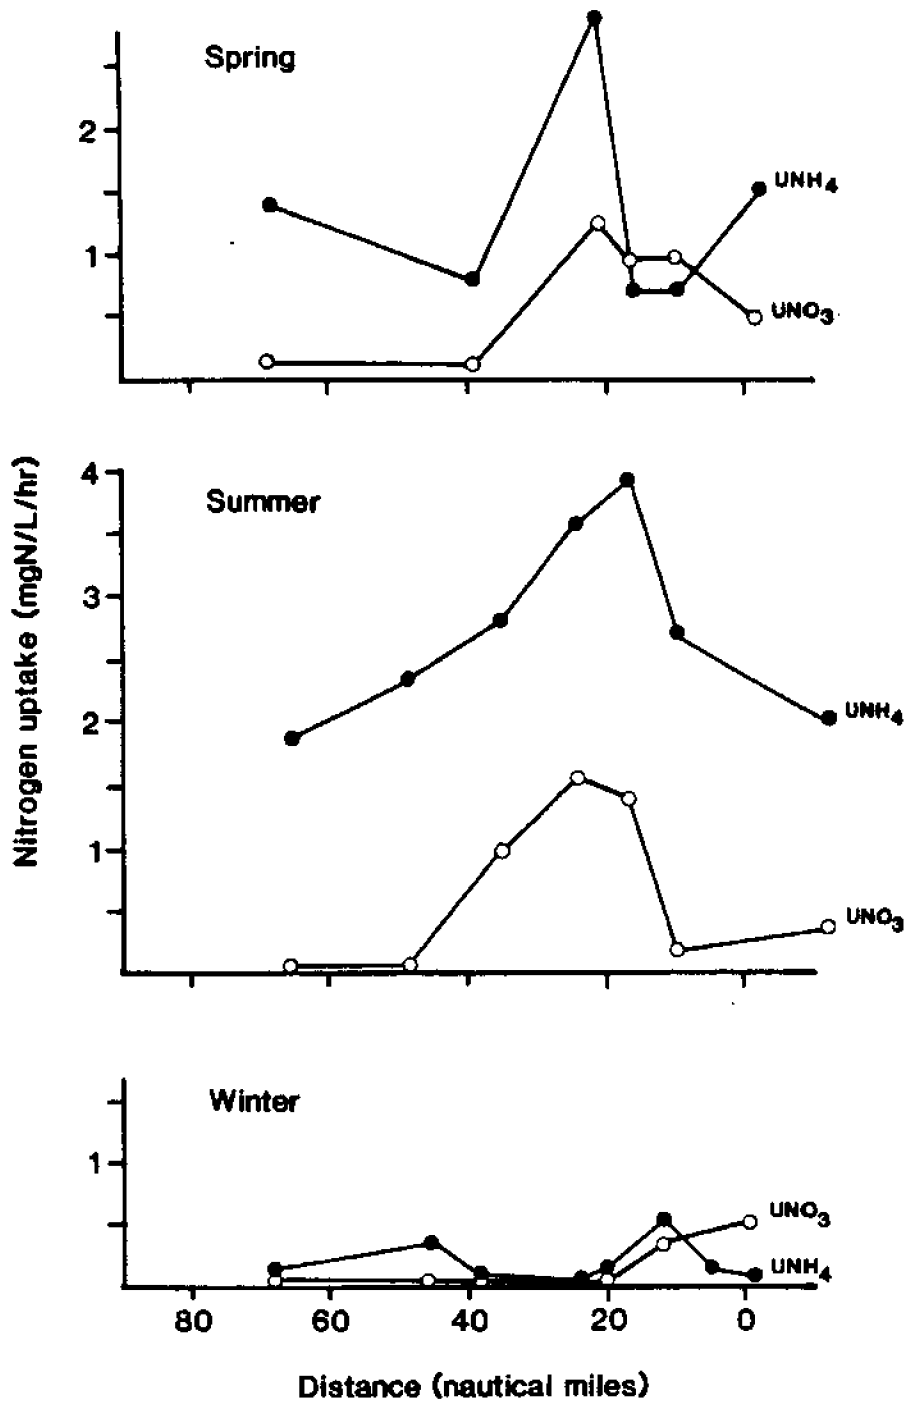 Spring
2
1
UNH4
UNO3
Nitrogen uptake (mgN/L/hr)
4
Summer
3
2
1
UNH4
UNO3
Winter
1
UNO3
UNH4
80 60 40 20 0
Distance (nautical miles)